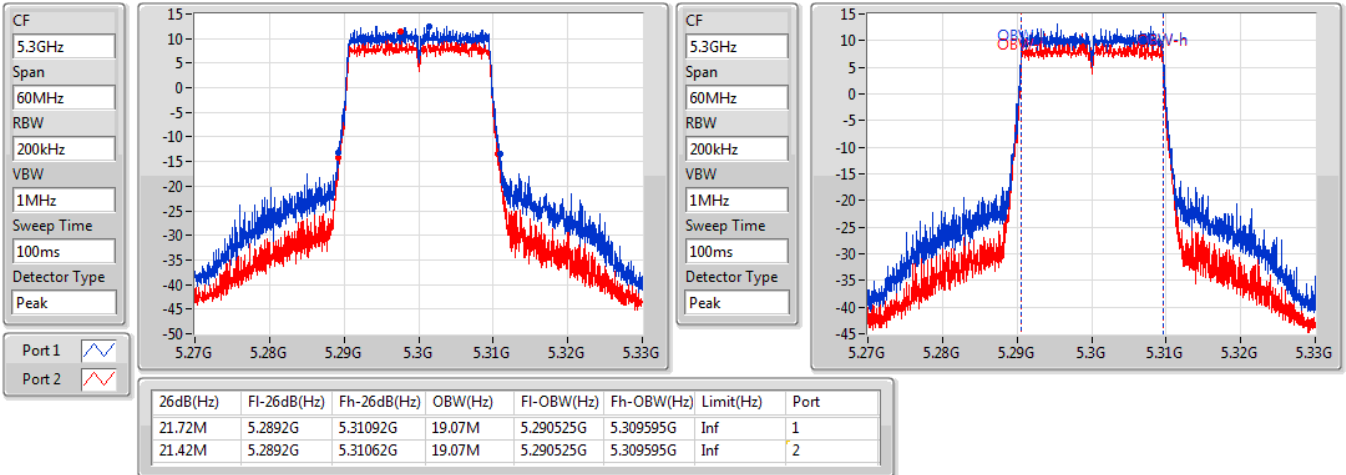 CF
5.3GHz
Span
60MHz
RBW
200kHz
VBW
1MHz
Sweep Time
100ms
Detector Type
Peak
Port 1
Port 2
15
10
5
0
-5
-10
-15
-20
-25
-30
-35
-40
-45
-50
5.27G 5.28G 5.29G 5.3G 5.31G 5.32G 5.33G
CF
5.3GHz
Span
60MHz
RBW
200kHz
VBW
1MHz
Sweep Time
100ms
Detector Type
Peak
15
10
5
0
-5
-10
-15
-20
-25
-30
-35
-40
-45
OBW-h
5.27G 5.28G 5.29G 5.3G 5.31G 5.32G 5.33G
26dB(Hz) Fl-26dB(Hz) Fh-26dB(Hz) OBW(Hz) Fl-OBW(Hz) Fh-OBW(Hz) Limit(Hz) Port
21.72M 5.2892G 5.31092G 19.07M 5.290525G 5.309595G Inf 1
21.42M 5.2892G 5.31062G 19.07M 5.290525G 5.309595G Inf 2